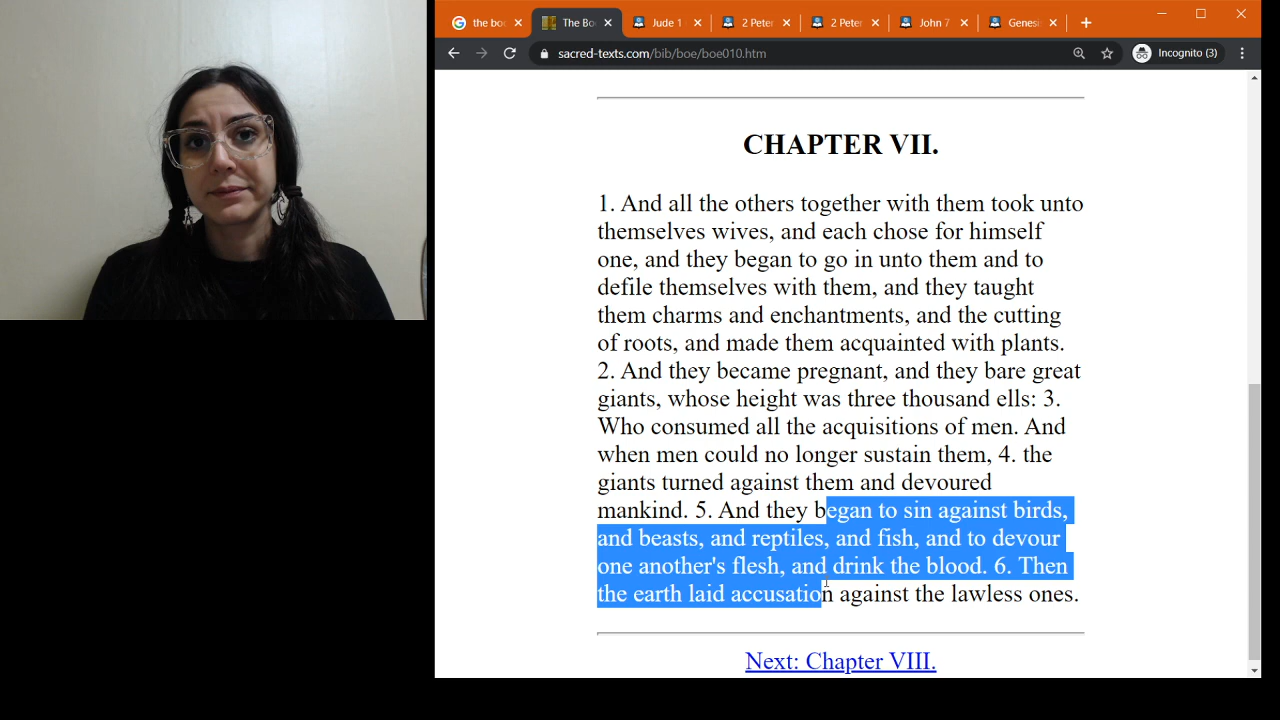 the boo
The Bo
Jude 1
2 Peter
2 Peter
John 7
Genesi
sacred-texts.com/bib/boe/boe010.htm
Incognito (3)
CHAPTER VII.
1. And all the others together with them took unto
themselves wives, and each chose for himself
one, and they began to go in unto them and to
defile themselves with them, and they taught
them charms and enchantments, and the cutting
of roots, and made them acquainted with plants.
2. And they became pregnant, and they bare great
giants, whose height was three thousand ells: 3.
Who consumed all the acquisitions of men. And
when men could no longer sustain them, 4. the
giants turned against them and devoured
mankind. 5. And they began to sin against birds,
and beasts, and reptiles, and fish, and to devour
one another's flesh, and drink the blood. 6. Then
the earth laid accusation against the lawless ones.
Next: Chapter VIII.